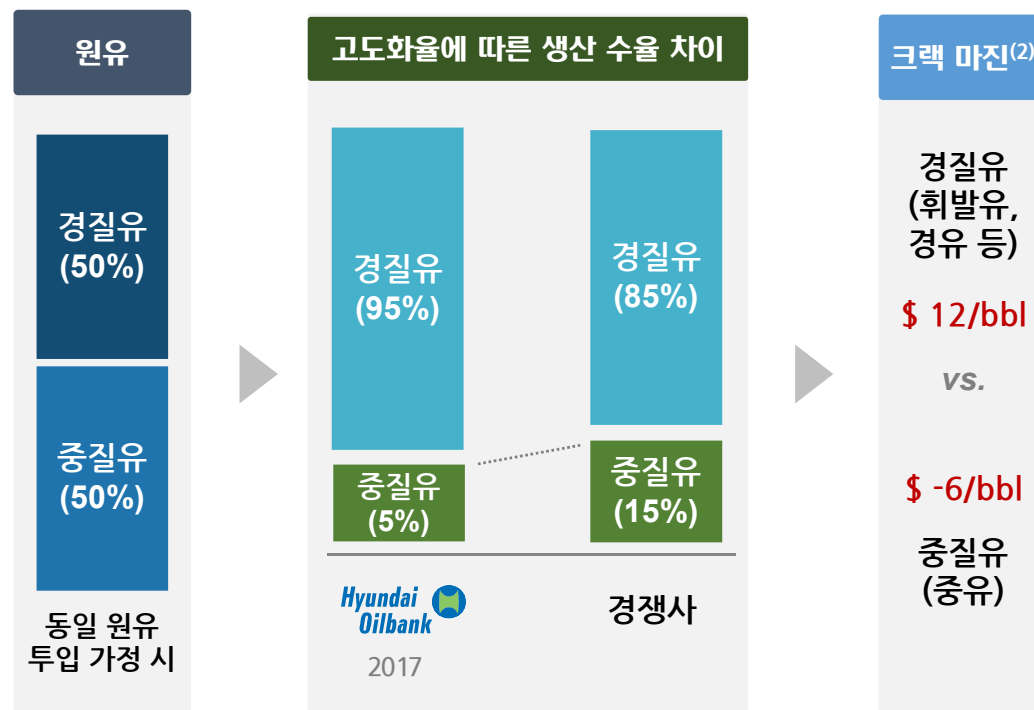 원유
고도화율에 따른 생산 수율 차이
크랙 마진(2)
경질유
(50%)
중질유
(50%)
동일 원유
투입 가정 시
경질유
(95%)
중질유
(5%)
Hyundai
Oilbank
2017
경질유
(85%)
중질유
(15%)
경쟁사
경질유
(휘발유,
경유 등)
$ 12/bbl
vs.
$ -6/bbl
중질유
(중유)